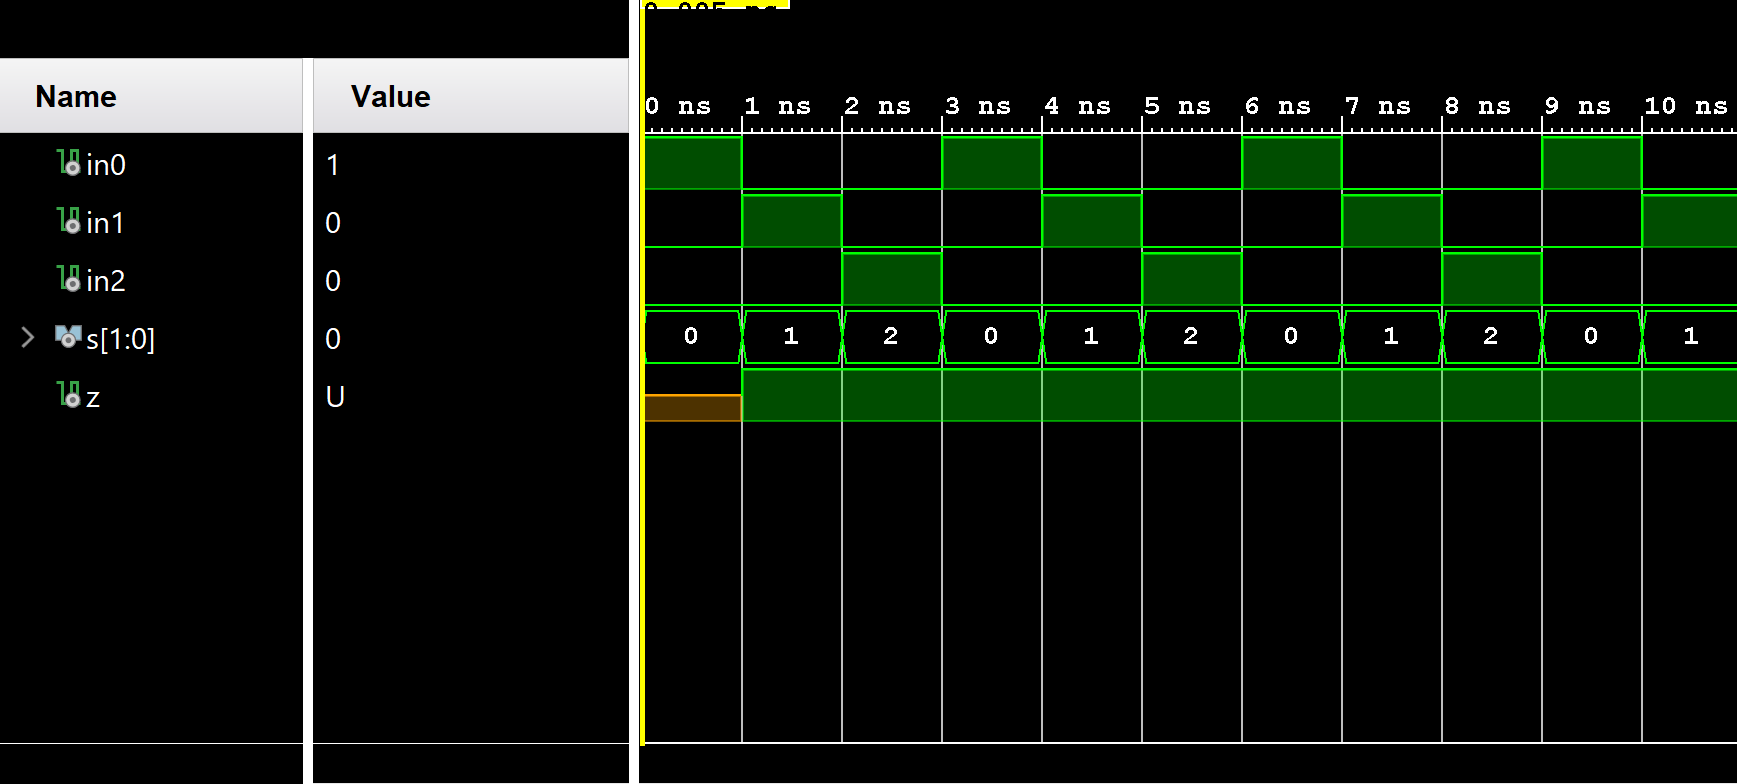 Name Value
0 ns 1 ns 2 ns 3 ns 4 ns 5 ns 6 ns 7 ns 8 ns 9 ns 10 ns
in0 1
in1 0
in2 0
s[1:0] 0 0 1 2 0 1 2 0 1 2 0 1
z U